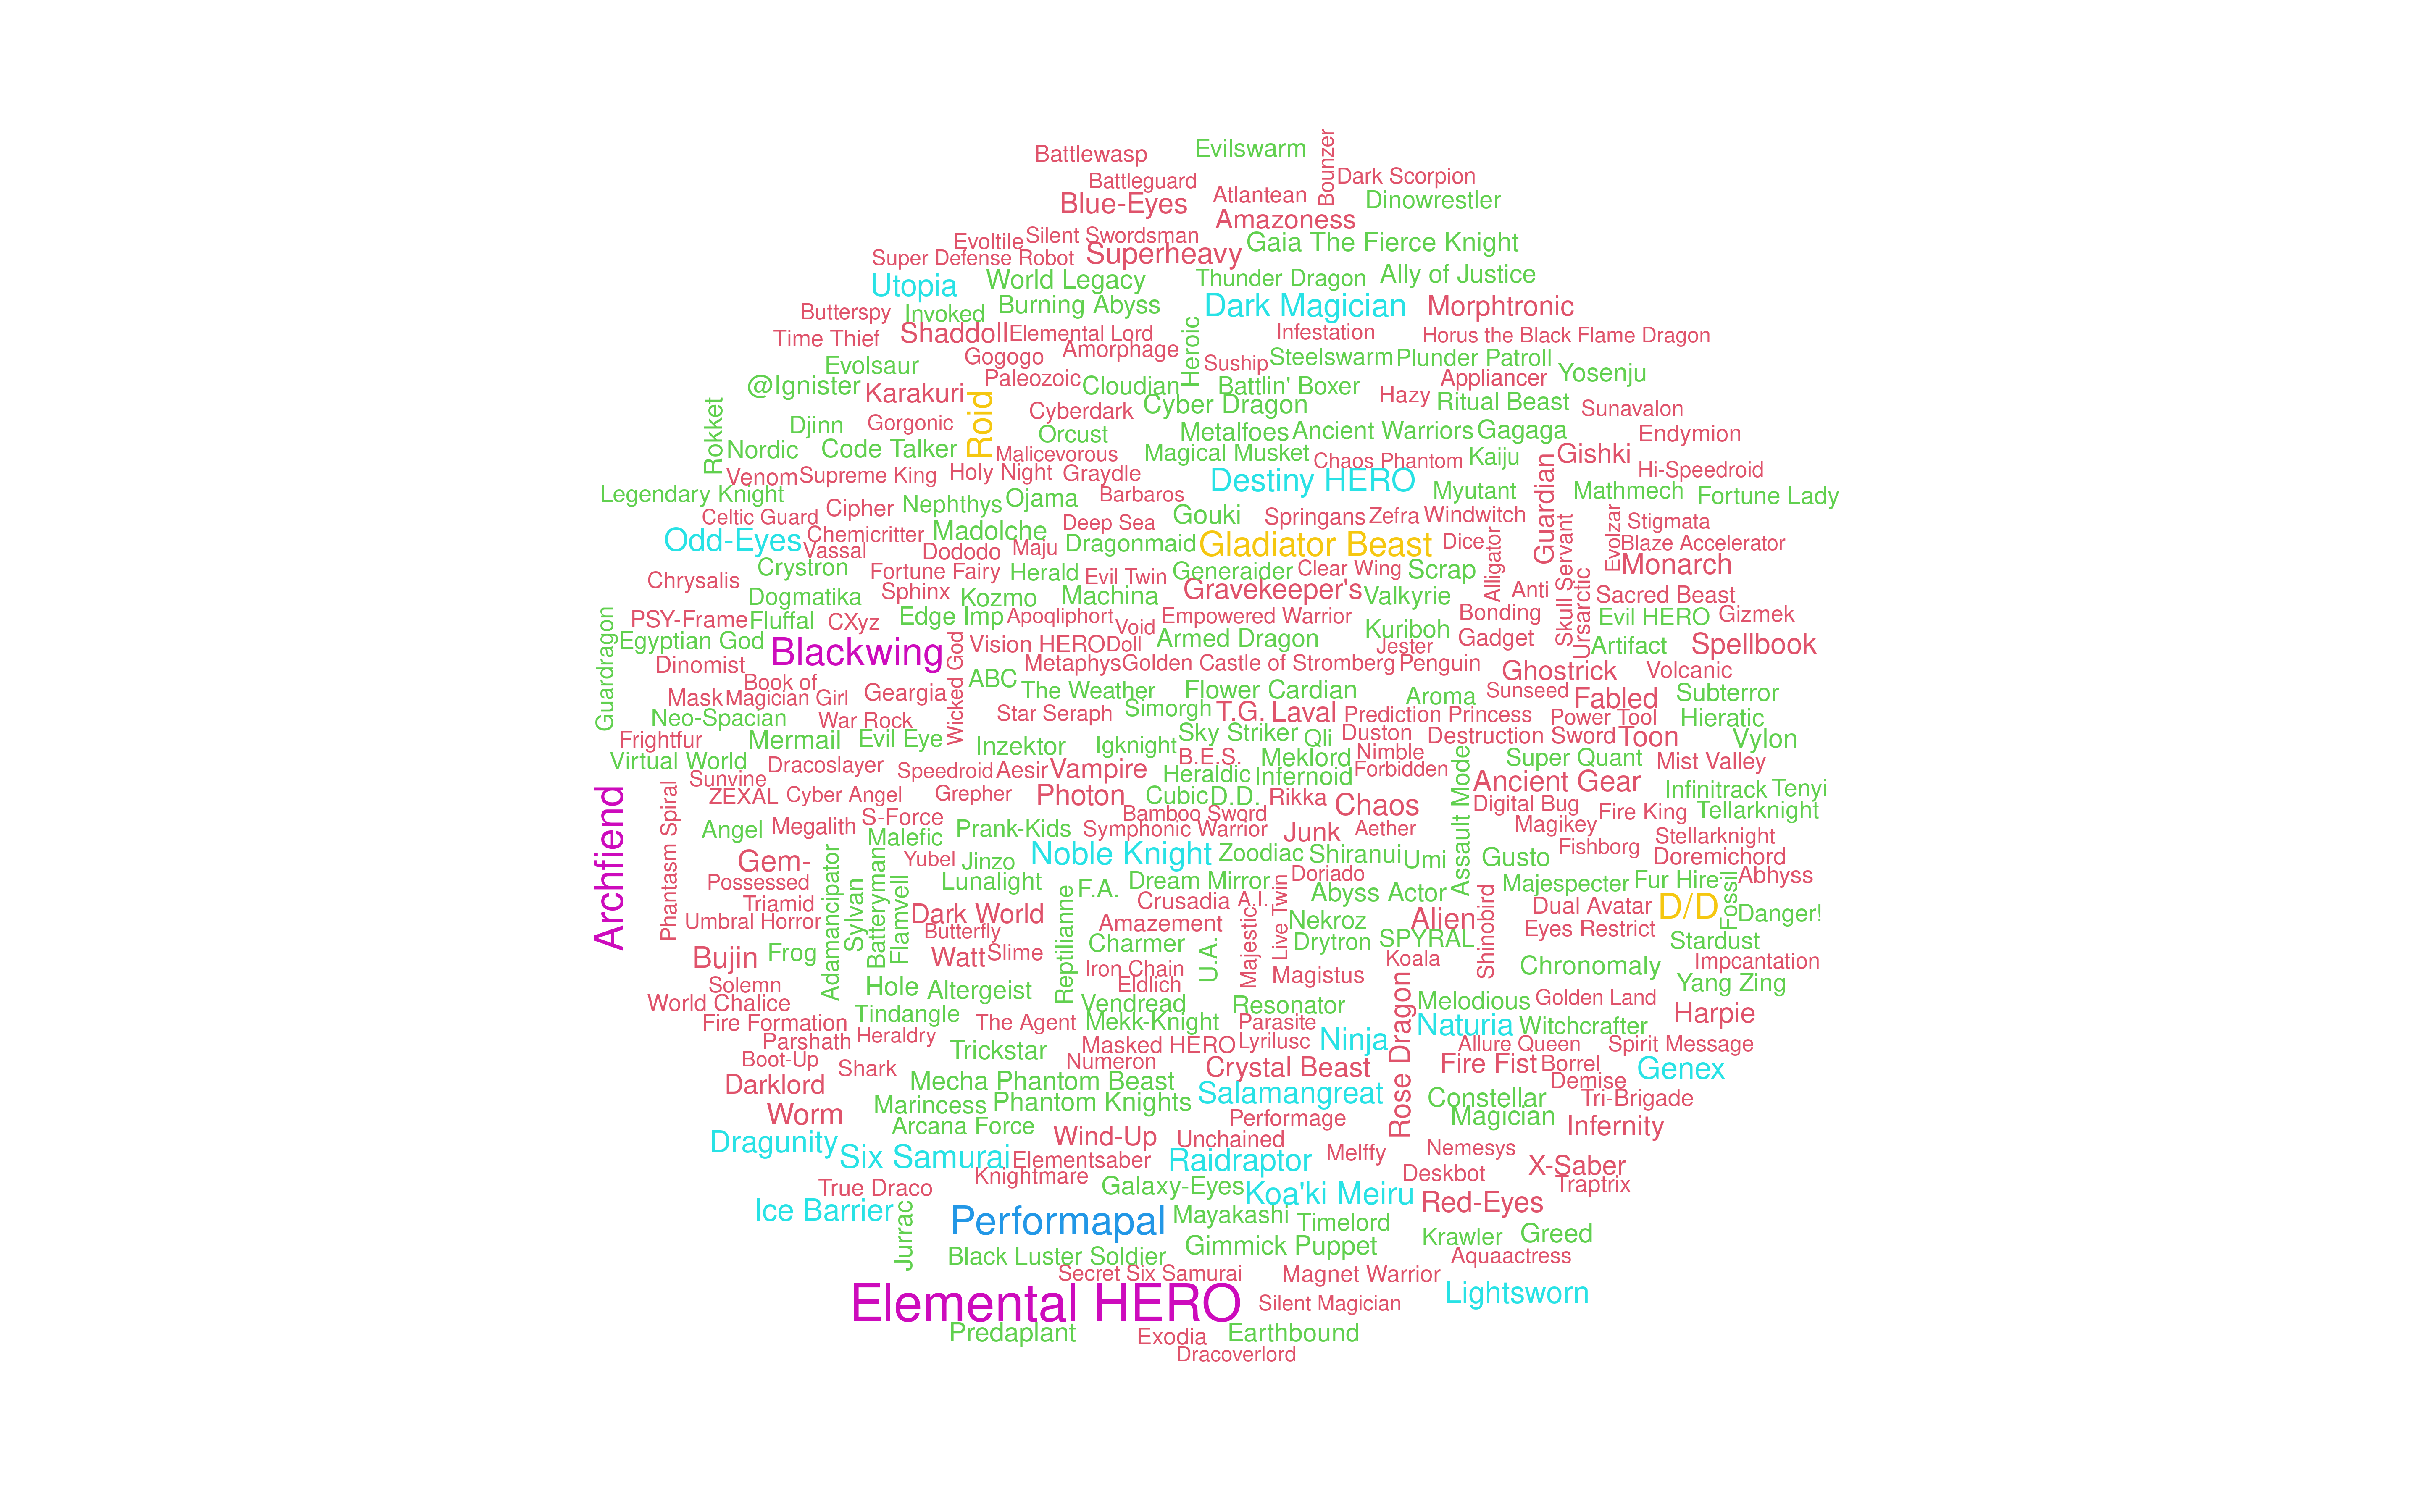 Battlewasp
Evilswarm
Bounzer
Battleguard
Dark Scorpion
Blue-Eyes
Atlantean
Dinowrestler
Amazoness
Evoltile
Silent Swordsman
Gaia The Fierce Knight
Super Defense Robot
Superheavy
Utopia
World Legacy
Thunder Dragon
Ally of Justice
Butterspy
Invoked
Burning Abyss
Dark Magician
Morphtronic
Time Thief
Shaddoll
Elemental Lord
Heroic
Infestation
Horus the Black Flame Dragon
Evolsaur
Gogogo
Amorphage
Suship
Steelswarm
Plunder Patroll
Yosenju
@Ignister
Karakuri
Paleozoic
Cloudian
Battlin' Boxer
Appliancer
Hazy
Ritual Beast
Sunavalon
Rokket
Djinn
Gorgonic
Roid
Cyberdark
Cyber Dragon
Orcust
Metalfoes
Ancient Warriors
Gagaga
Endymion
Nordic
Code Talker
Malicevorous
Magical Musket
Chaos Phantom
Kaiju
Gishki
Hi-Speedroid
Venom
Supreme King
Holy Night
Graydle
Destiny HERO
Guardian
Legendary Knight
Cipher
Nephthys
Ojama
Barbaros
Myutant
Mathmech
Fortune Lady
Celtic Guard
Chemicritter
Madolche
Deep Sea
Gouki
Springans
Zefra
Windwitch
Skull Servant
Evolzar
Stigmata
Odd-Eyes
Vassal
Dododo
Maju
Dragonmaid
Gladiator Beast
Dice
Alligator
Blaze Accelerator
Chrysalis
Crystron
Fortune Fairy
Herald
Evil Twin
Generaider
Clear Wing
Scrap
Monarch
Dogmatika
Sphinx
Kozmo
Machina
Gravekeeper's
Valkyrie
Anti
Ursarctic
Sacred Beast
Guardragon
PSY-Frame
Fluffal
CXyz
Edge Imp
Apoqliphort
Void
Empowered Warrior
Bonding
Evil HERO
Gizmek
Egyptian God
Blackwing
Wicked God
Vision HERO
Doll
Armed Dragon
Kuriboh
Jester
Gadget
Artifact
Spellbook
Dinomist
Book of
Metaphys
Golden Castle of Stromberg
Penguin
Ghostrick
Volcanic
Mask
Magician Girl
Geargia
ABC
The Weather
Flower Cardian
Aroma
Sunseed
Fabled
Subterror
Neo-Spacian
War Rock
Star Seraph
Simorgh
T.G.
Laval
Prediction Princess
Power Tool
Hieratic
Frightfur
Mermail
Evil Eye
Inzektor
Igknight
Sky Striker
Qli
Duston
Destruction Sword
Toon
Vylon
Virtual World
Sunvine
Dracoslayer
Speedroid
Aesir
Vampire
B.E.S.
Meklord
Nimble
Assault Mode
Super Quant
Mist Valley
Heraldic
Infernoid
Forbidden
Ancient Gear
Archfiend
Phantasm Spiral
ZEXAL
Cyber Angel
Grepher
Photon
Cubic
D.D.
Rikka
Chaos
Digital Bug
Infinitrack
Tenyi
Angel
Megalith
S-Force
Malefic
Prank-Kids
Bamboo Sword
Symphonic Warrior
Junk
Aether
Magikey
Fire King
Tellarknight
Stellarknight
Gem-
Adamancipator
Sylvan
Batteryman
Yubel
Jinzo
Noble Knight
Zoodiac
Shiranui
Umi
Gusto
Fishborg
Doremichord
Possessed
Flamvell
Lunalight
Reptilianne
F.A.
Dream Mirror
Live Twin
Doriado
Abyss Actor
Majespecter
Fur Hire
Fossil
Abhyss
Triamid
Umbral Horror
Dark World
Butterfly
Crusadia
A.I.
Amazement
Majestic
Nekroz
Alien
Shinobird
Dual Avatar
D/D
Danger!
Eyes Restrict
Bujin
Frog
Watt
Slime
Charmer
U.A.
Drytron
SPYRAL
Koala
Stardust
Iron Chain
Magistus
Chronomaly
Impcantation
Solemn
World Chalice
Hole
Altergeist
Eldlich
Vendread
Resonator
Rose Dragon
Melodious
Golden Land
Yang Zing
Fire Formation
Tindangle
The Agent
Mekk-Knight
Parasite
Naturia
Witchcrafter
Harpie
Parshath
Heraldry
Trickstar
Masked HERO
Lyrilusc
Ninja
Allure Queen
Spirit Message
Boot-Up
Shark
Numeron
Crystal Beast
Fire Fist
Borrel
Genex
Darklord
Mecha Phantom Beast
Salamangreat
Demise
Worm
Marincess
Phantom Knights
Constellar
Tri-Brigade
Arcana Force
Performage
Magician
Infernity
Dragunity
Six Samurai
Wind-Up
Unchained
Elementsaber
Raidraptor
Melffy
Nemesys
X-Saber
Knightmare
Deskbot
Traptrix
True Draco
Galaxy-Eyes
Koa'ki Meiru
Red-Eyes
Ice Barrier
Jurrac
Performapal
Mayakashi
Timelord
Krawler
Greed
Black Luster Soldier
Gimmick Puppet
Aquaactress
Secret Six Samurai
Magnet Warrior
Elemental HERO
Silent Magician
Lightsworn
Predaplant
Exodia
Earthbound
Dracoverlord